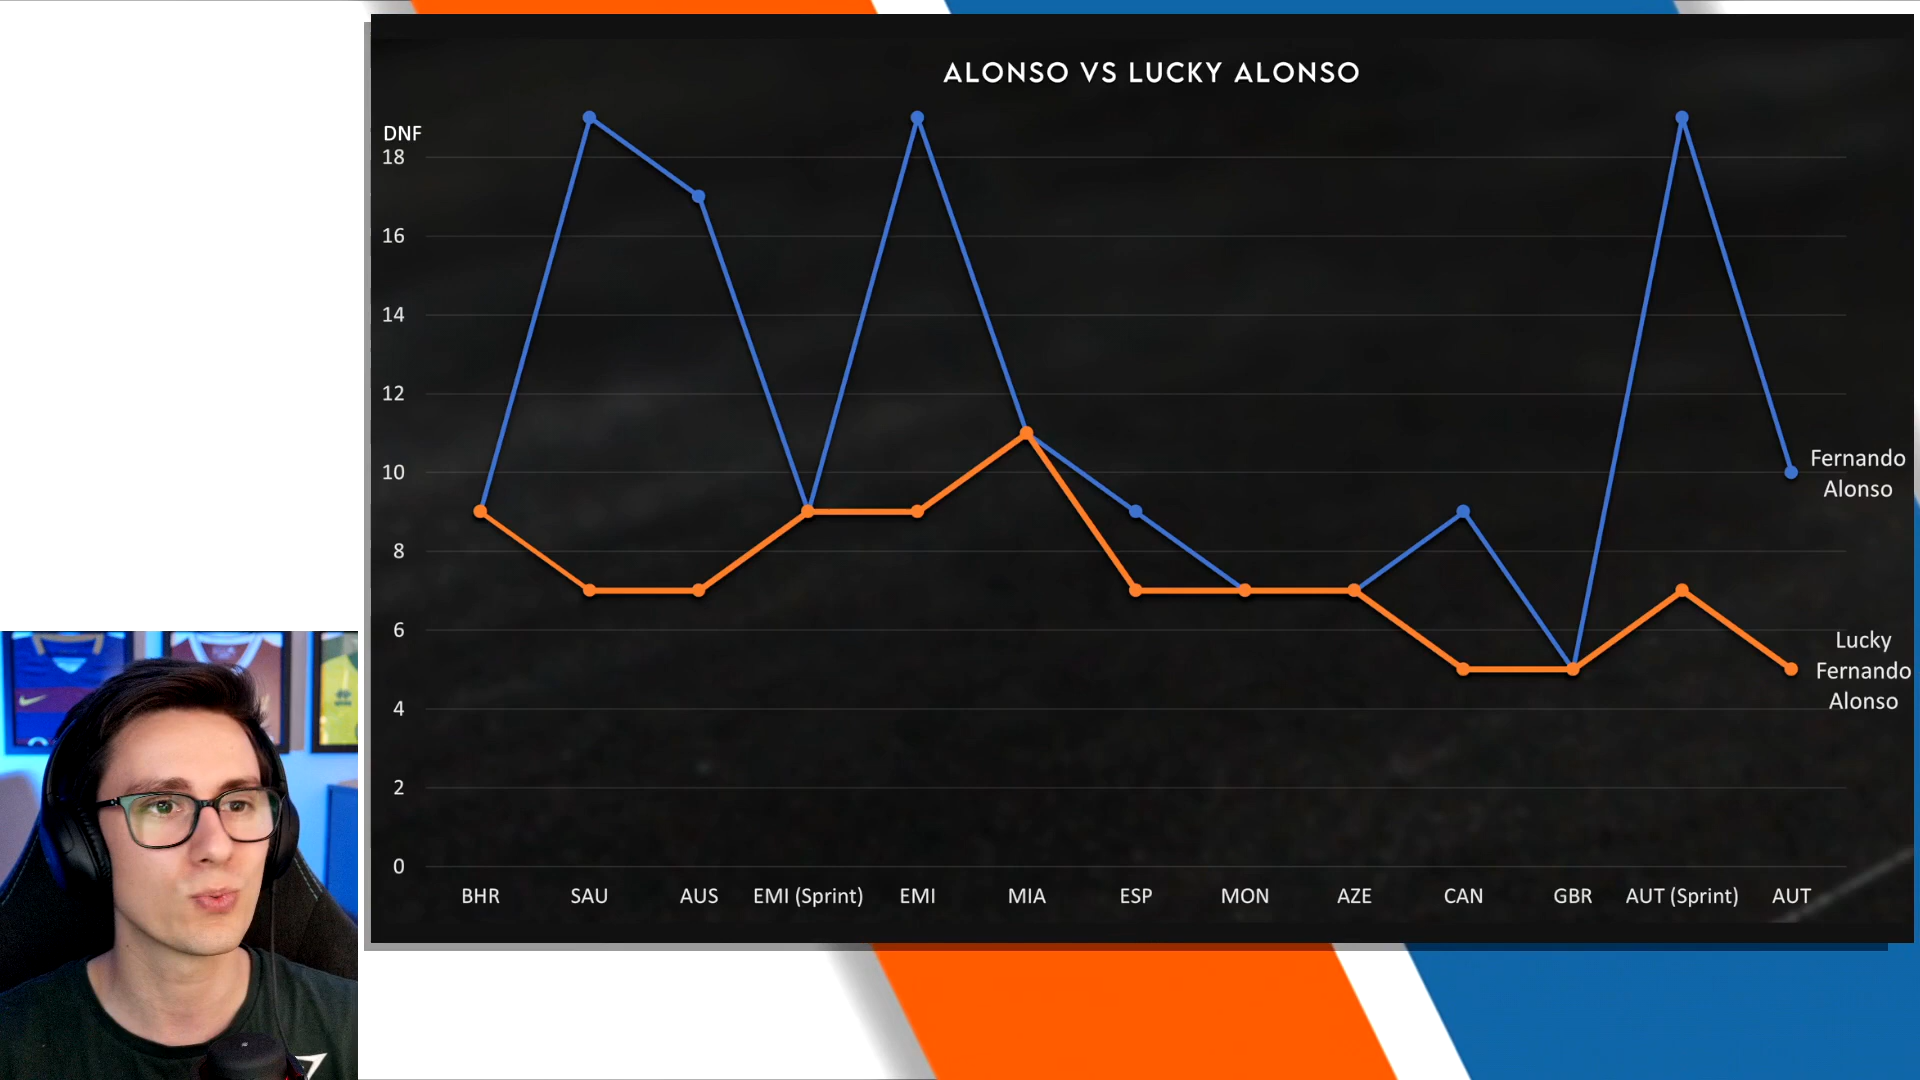 ALONSO VS LUCKY ALONSO
DNF
18
16
14
12
10
8
6
4
2
0
Fernando
Alonso
Lucky
Fernando
Alonso
BHR SAU AUS EMI (Sprint) EMI MIA ESP MON AZE CAN GBR AUT (Sprint) AUT